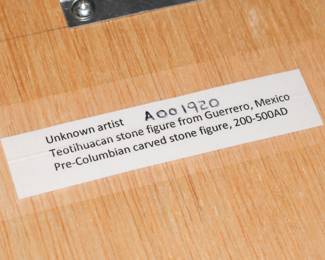 Unknown artist A001920
Teotihuacan stone figure from Guerrero, Mexico
Pre-Columbian carved stone figure, 200-500AD